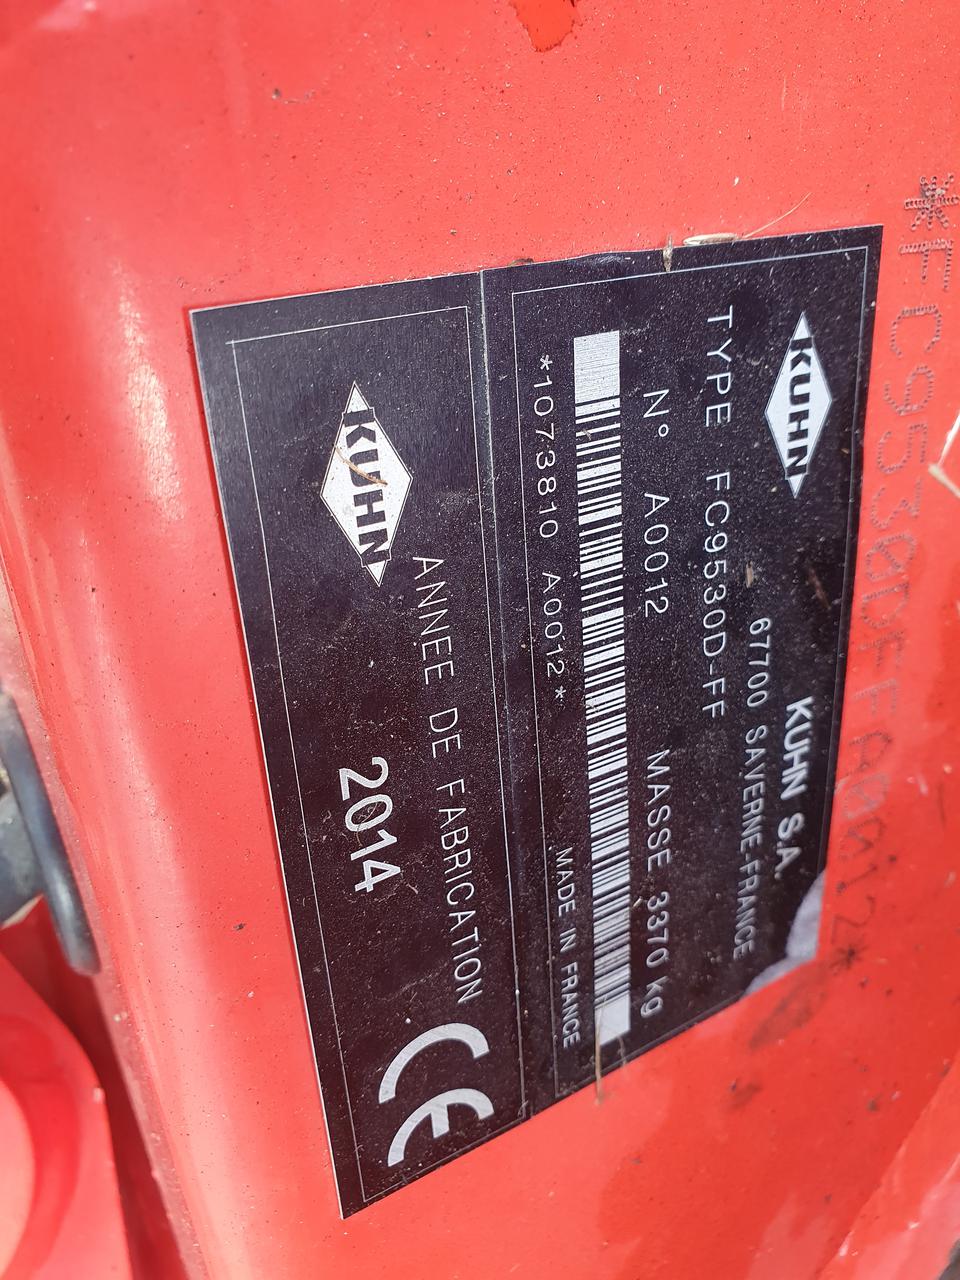 *FC9530DFFA0012*
KUHN
KUHN S.A.
67700 SAVERNE-FRANCE
TYPE FC9530D-FF
N° A0012 MASSE 3370 kg
*1073810 A0012* MADE IN FRANCE
KUHN
ANNEE DE FABRICATION
2014
CE